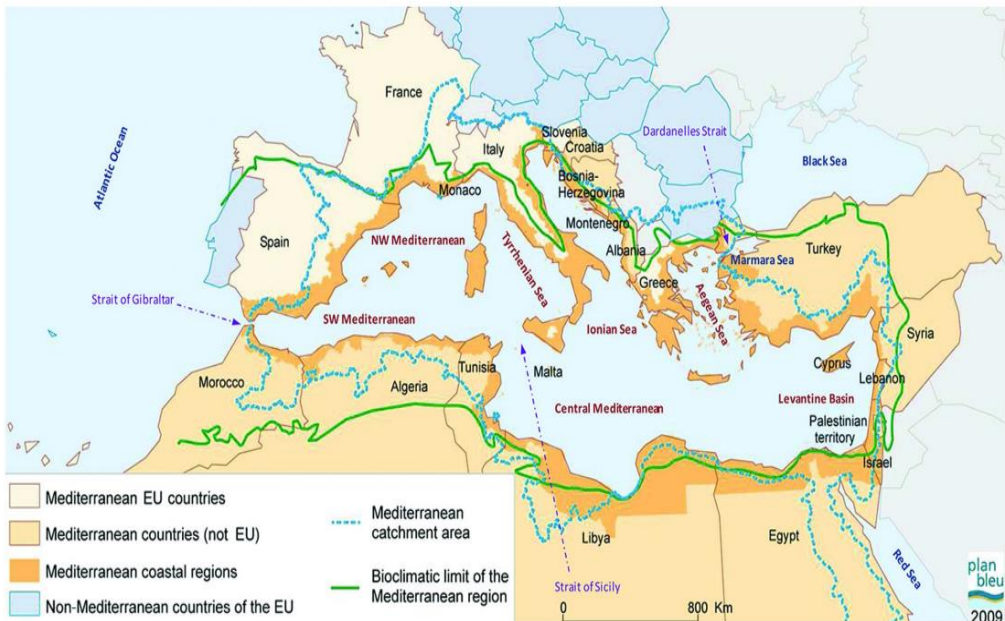 France
Slovenia
Croatia
Dardanelles Strait
Italy
Black Sea
Atlantic Ocean
Bosnia-
Herzegovina
Monaco
Montenegro
Spain
NW Mediterranean
Tyrrhenian Sea
Albania
Turkey
Marmara Sea
Greece
Aegean Sea
Strait of Gibraltar
SW Mediterranean
Ionian Sea
Syria
Morocco
Algeria
Tunisia
Malta
Cyprus
Lebanon
Central Mediterranean
Levantine Basin
Palestinian
territory
Israel
Libya
Egypt
Red Sea
Mediterranean EU countries
Mediterranean countries (not EU)
Mediterranean coastal regions
Non-Mediterranean countries of the EU
Mediterranean
catchment area
Bioclimatic limit of the
Mediterranean region
Strait of Sicily
0 800 Km
plan
bleu
2009